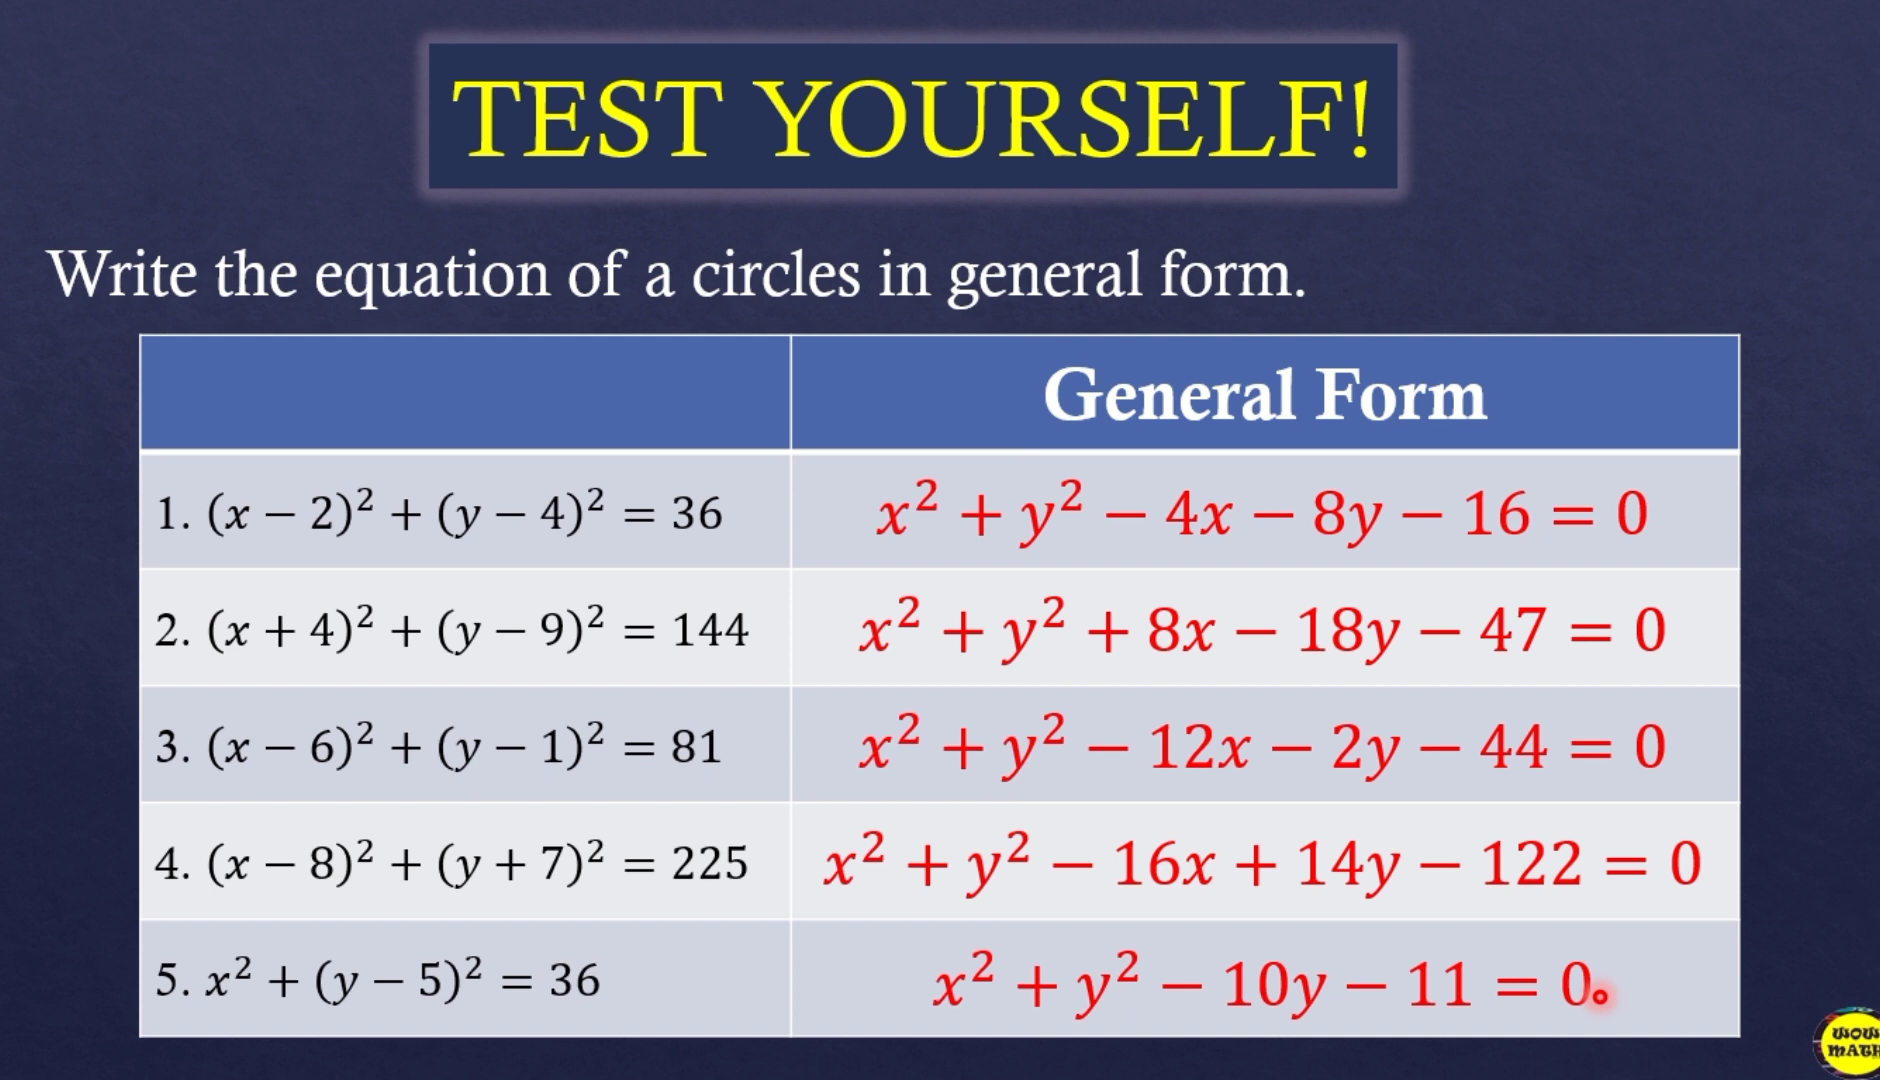 TEST YOURSELF!
Write the equation of a circles in general form.
General Form
1. (x − 2)² + (y − 4)² = 36
x² + y² − 4x − 8y − 16 = 0
2. (x + 4)² + (y − 9)² = 144
x² + y² + 8x − 18y − 47 = 0
3. (x − 6)² + (y − 1)² = 81
x² + y² − 12x − 2y − 44 = 0
4. (x − 8)² + (y + 7)² = 225
x² + y² − 16x + 14y − 122 = 0
5. x² + (y − 5)² = 36
x² + y² − 10y − 11 = 0
WOW
MATH